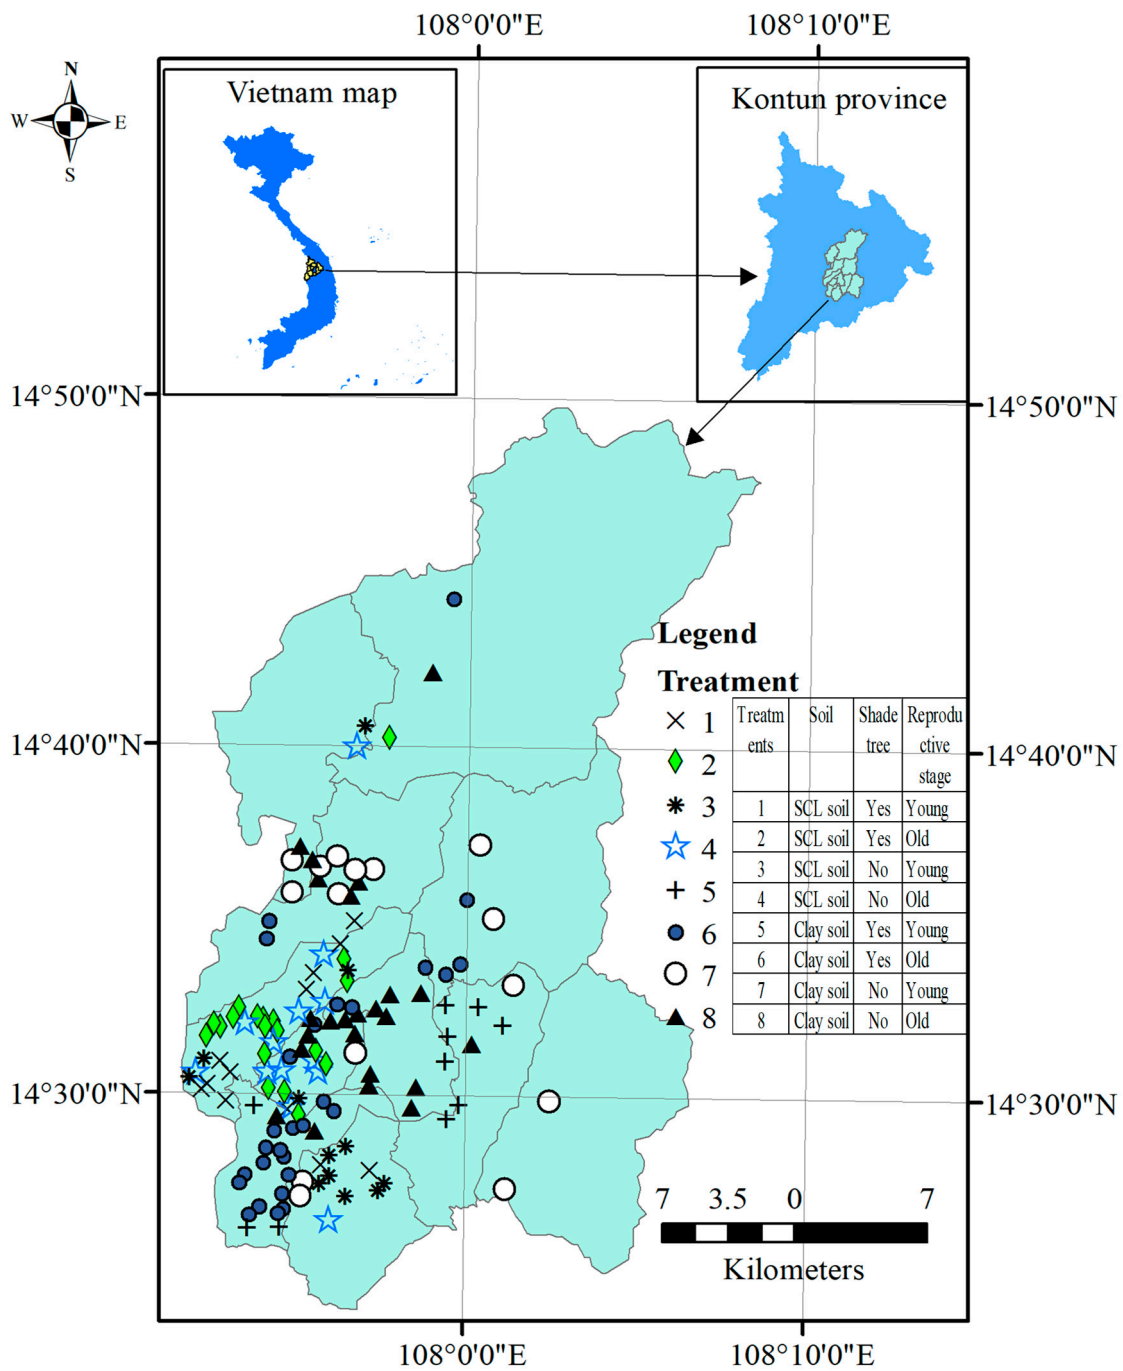 108°0'0"E 108°10'0"E
N
W E
S
Vietnam map
Kontun province
14°50'0"N 14°50'0"N
Legend
Treatment
1
2
3
4
5
6
7
8
Treatm Soil Shade Reprodu
ents tree ctive
stage
1 SCL soil Yes Young
2 SCL soil Yes Old
3 SCL soil No Young
4 SCL soil No Old
5 Clay soil Yes Young
6 Clay soil Yes Old
7 Clay soil No Young
8 Clay soil No Old
14°40'0"N 14°40'0"N
14°30'0"N 14°30'0"N
7 3.5 0 7
Kilometers
108°0'0"E 108°10'0"E